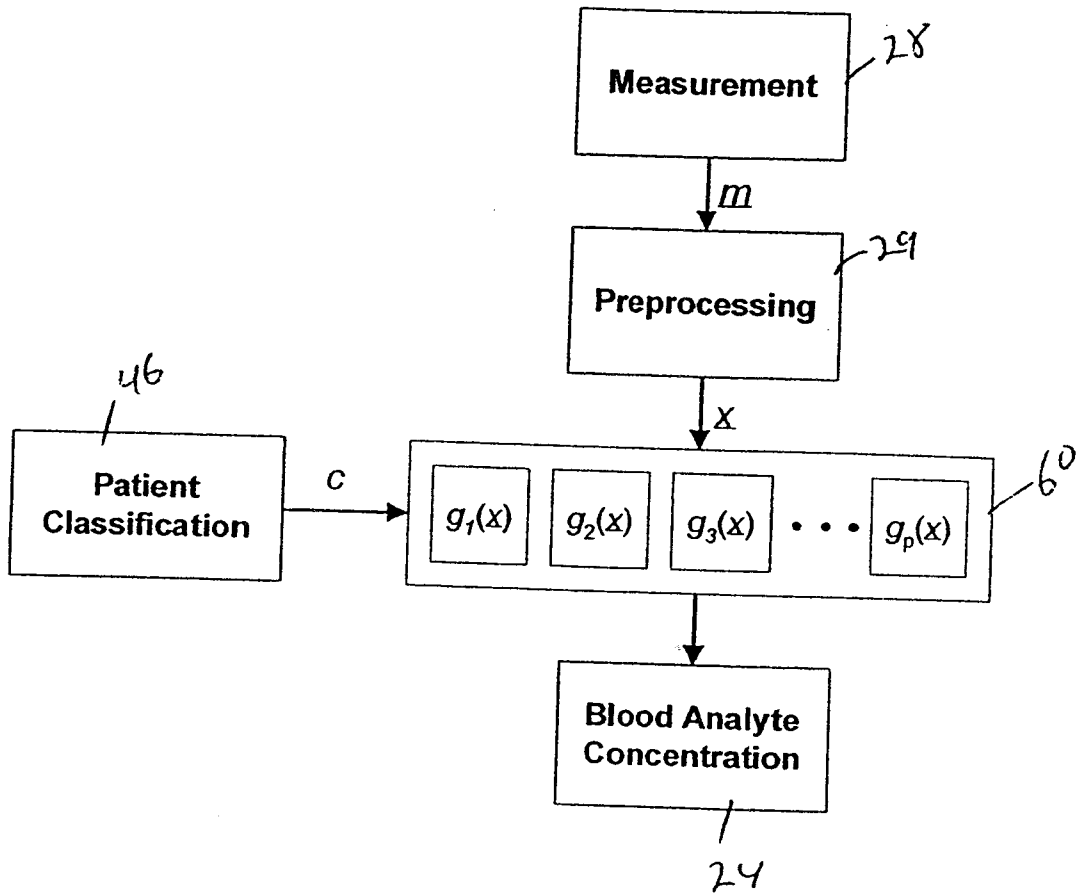 Measurement
28
m
Preprocessing
29
x
46
Patient
Classification
c
g₁(x) g₂(x) g₃(x) • • • gₚ(x)
60
Blood Analyte
Concentration
24